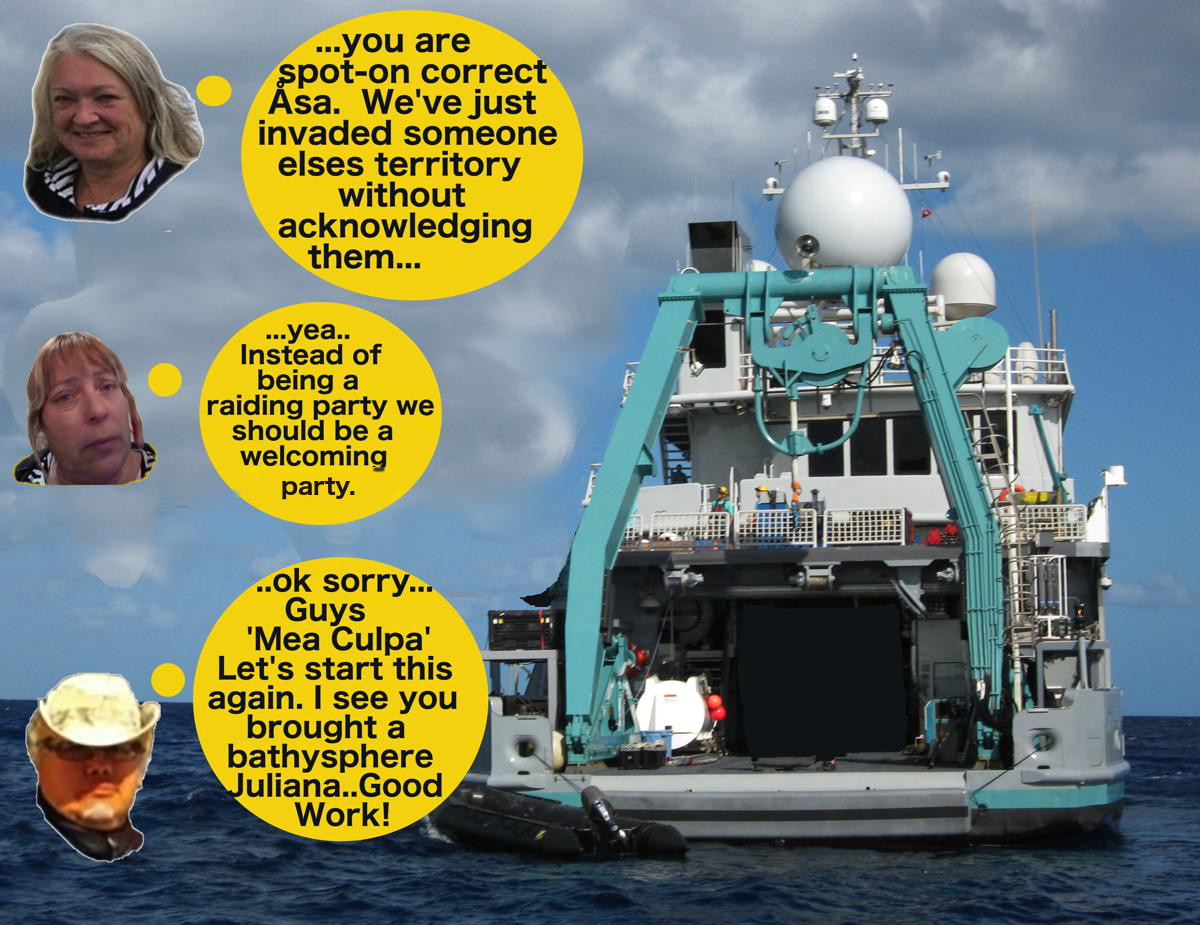 ...you are
spot-on correct
Åsa. We've just
invaded someone
elses territory
without
acknowledging
them...
...yea..
Instead of
being a
raiding party we
should be a
welcoming
party.
..ok sorry...
Guys
'Mea Culpa'
Let's start this
again. I see you
brought a
bathysphere
Juliana..Good
Work!